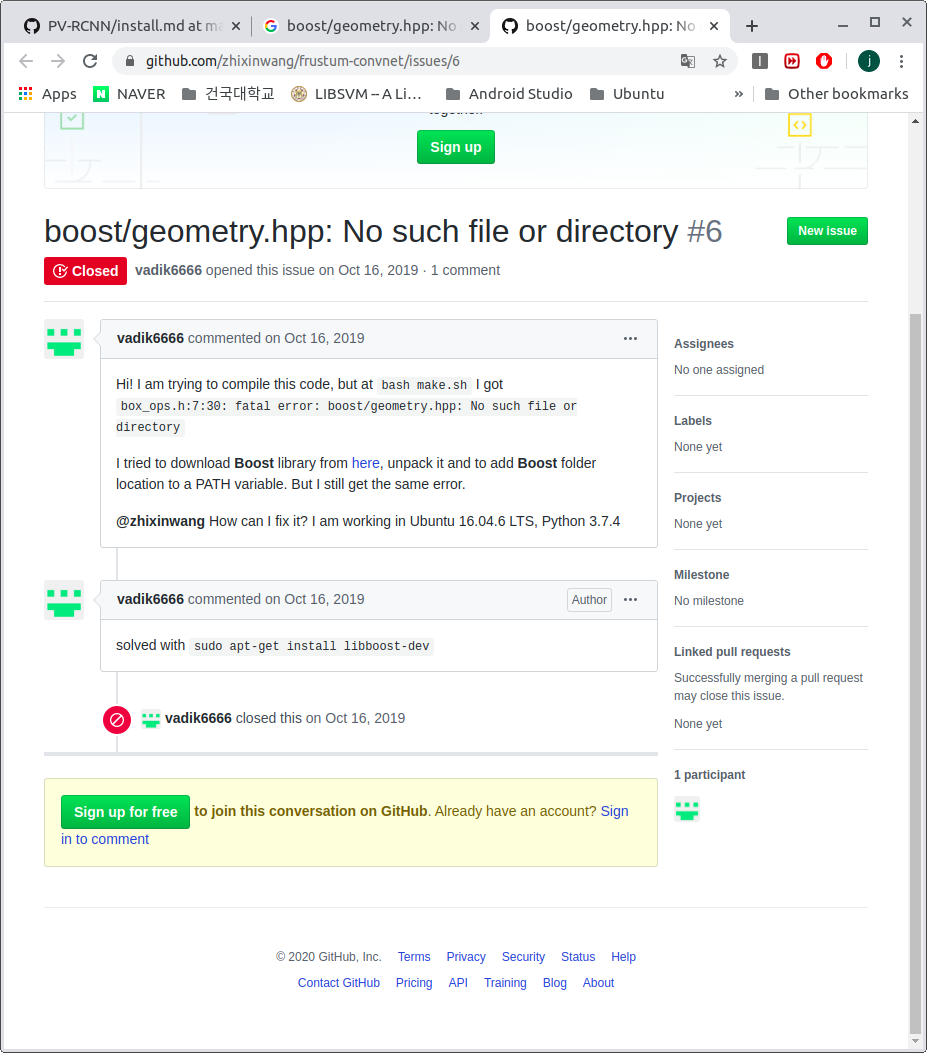 PV-RCNN/install.md at ma
boost/geometry.hpp: No
boost/geometry.hpp: No
github.com/zhixinwang/frustum-convnet/issues/6
j
Apps
N
NAVER
건국대학교
LIBSVM -- A Li...
Android Studio
Ubuntu
»
Other bookmarks
Sign up
boost/geometry.hpp: No such file or directory #6
New issue
Closed
vadik6666 opened this issue on Oct 16, 2019 · 1 comment
vadik6666 commented on Oct 16, 2019
Hi! I am trying to compile this code, but at bash make.sh I got
box_ops.h:7:30: fatal error: boost/geometry.hpp: No such file or
directory
I tried to download Boost library from here, unpack it and to add Boost folder
location to a PATH variable. But I still get the same error.
@zhixinwang How can I fix it? I am working in Ubuntu 16.04.6 LTS, Python 3.7.4
vadik6666 commented on Oct 16, 2019
Author
solved with sudo apt-get install libboost-dev
vadik6666 closed this on Oct 16, 2019
Assignees
No one assigned
Labels
None yet
Projects
None yet
Milestone
No milestone
Linked pull requests
Successfully merging a pull request
may close this issue.
None yet
1 participant
Sign up for free to join this conversation on GitHub. Already have an account? Sign
in to comment
© 2020 GitHub, Inc. Terms Privacy Security Status Help
Contact GitHub Pricing API Training Blog About